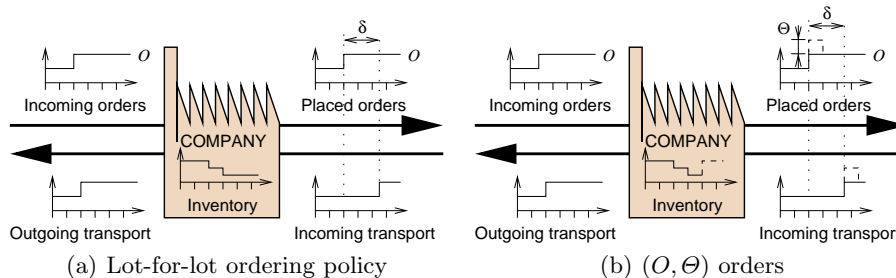 δ
O
O
Incoming orders
Placed orders
COMPANY
Inventory
Outgoing transport
Incoming transport
(a) Lot-for-lot ordering policy
Θ
δ
O
O
Incoming orders
Placed orders
COMPANY
Inventory
Outgoing transport
Incoming transport
(b) (O, Θ) orders